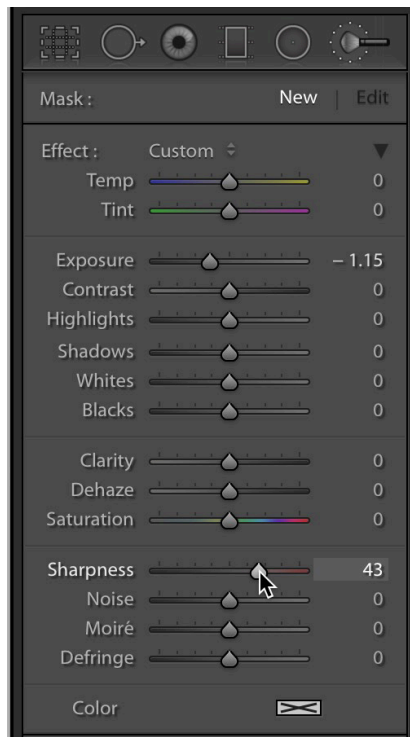 Mask : New | Edit
Effect : Custom
Temp 0
Tint 0
Exposure – 1.15
Contrast 0
Highlights 0
Shadows 0
Whites 0
Blacks 0
Clarity 0
Dehaze 0
Saturation 0
Sharpness 43
Noise 0
Moiré 0
Defringe 0
Color